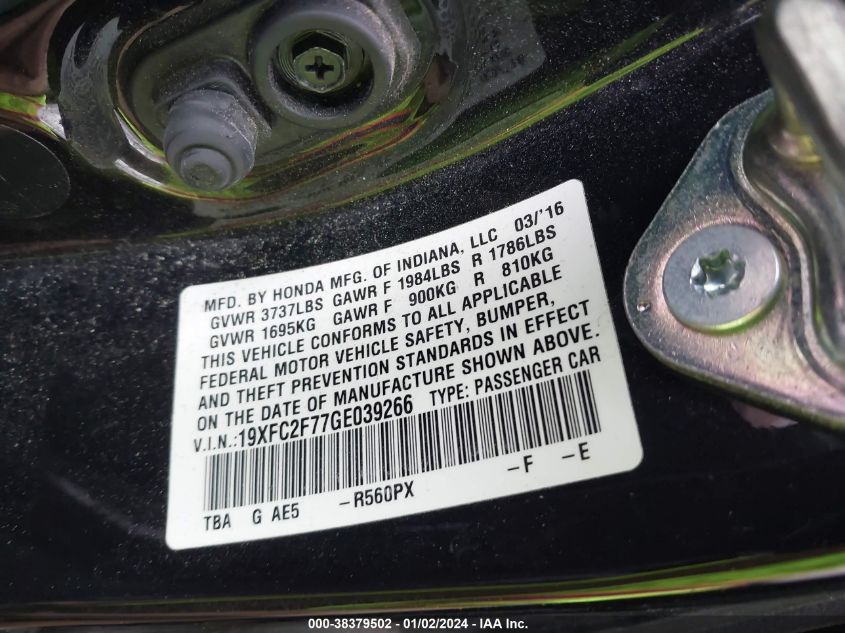 MFD. BY HONDA MFG. OF INDIANA, LLC 03/'16
GVWR 3737LBS GAWR F 1984LBS R 1786LBS
GVWR 1695KG GAWR F 900KG R 810KG
THIS VEHICLE CONFORMS TO ALL APPLICABLE
FEDERAL MOTOR VEHICLE SAFETY, BUMPER,
AND THEFT PREVENTION STANDARDS IN EFFECT
ON THE DATE OF MANUFACTURE SHOWN ABOVE.
V.I.N.:19XFC2F77GE039266 TYPE: PASSENGER CAR
TBA G AE5 -R560PX -F -E
000-38379502 - 01/02/2024 - IAA Inc.